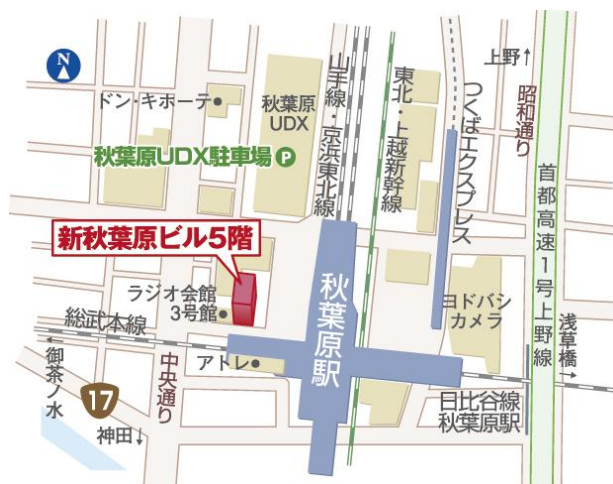 N
ドン・キホーテ
秋葉原
UDX
秋葉原UDX駐車場 P
山手線・京浜東北線
東北・上越新幹線
つくばエクスプレス
上野↑
昭和通り
首都高速1号上野線
新秋葉原ビル5階
ラジオ会館
3号館
秋葉原駅
ヨドバシ
カメラ
総武本線
アトレ
←御茶ノ水
中央通り
17
神田↓
浅草橋→
日比谷線
秋葉原駅